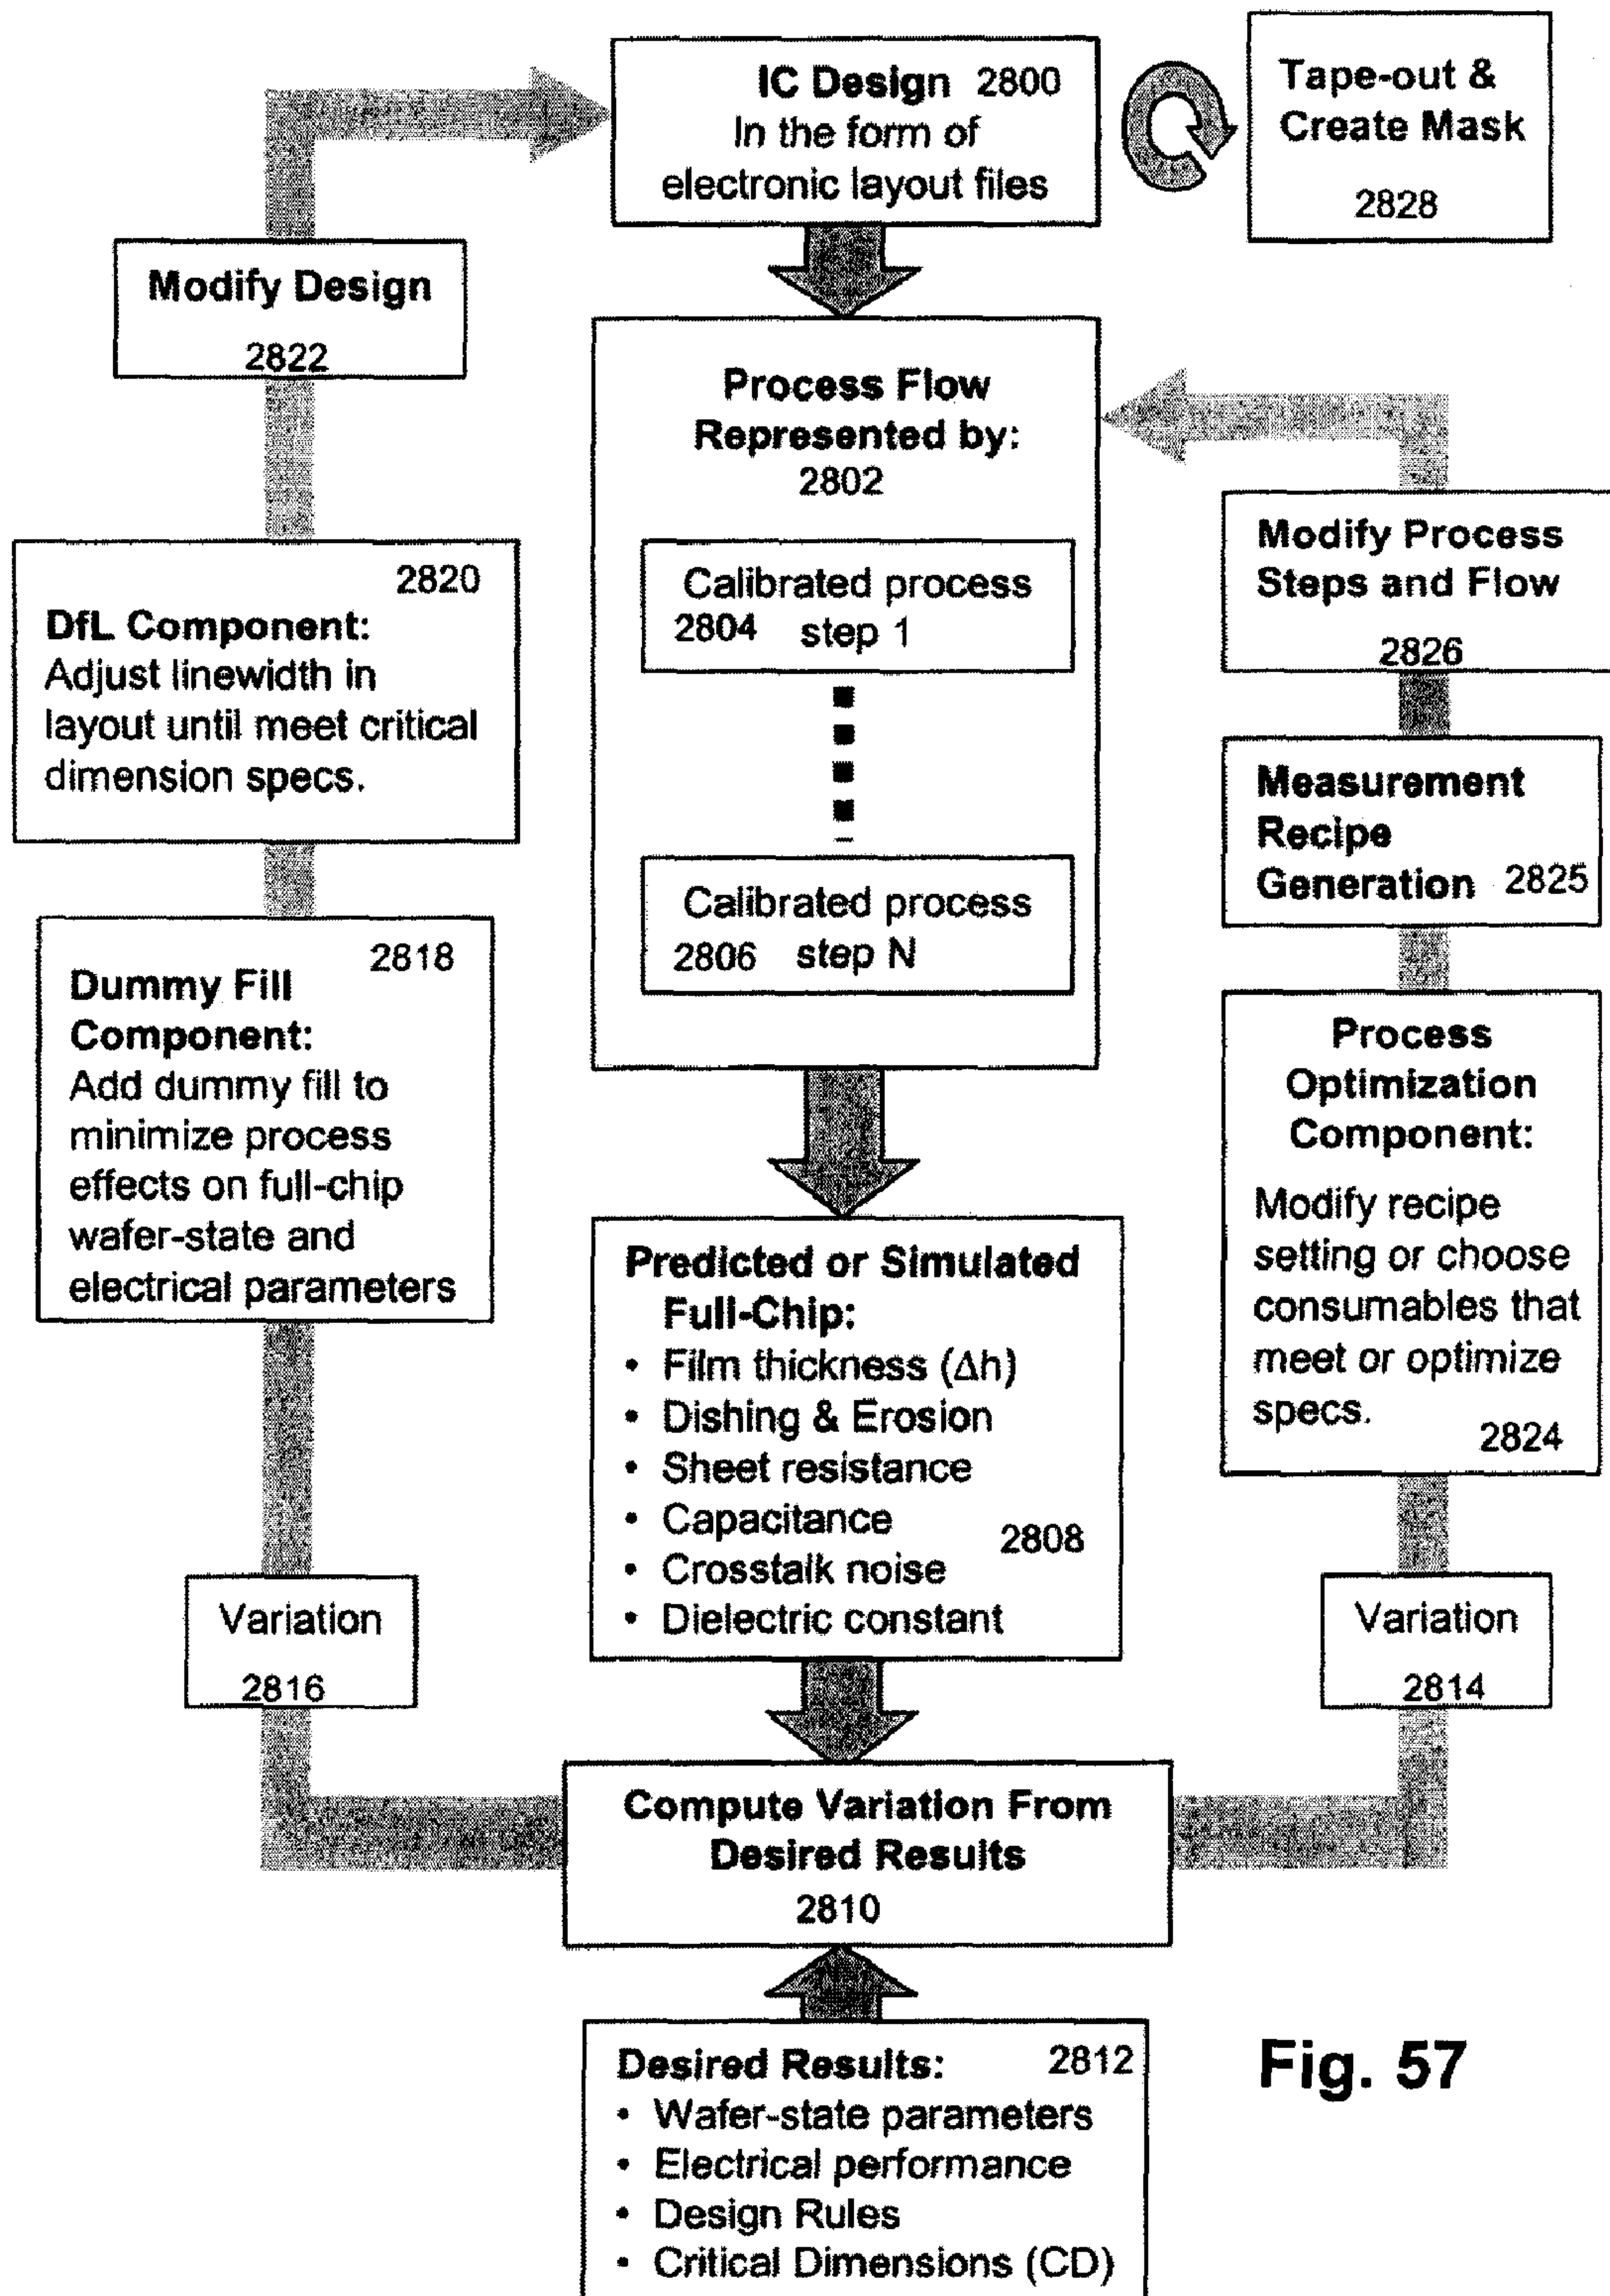 IC Design 2800
In the form of
electronic layout files
Tape-out &
Create Mask
2828
Modify Design
2822
Process Flow
Represented by:
2802
Calibrated process
2804 step 1
Calibrated process
2806 step N
Modify Process
Steps and Flow
2826
2820
DfL Component:
Adjust linewidth in
layout until meet critical
dimension specs.
Measurement
Recipe
Generation 2825
2818
Dummy Fill
Component:
Add dummy fill to
minimize process
effects on full-chip
wafer-state and
electrical parameters
Process
Optimization
Component:
Modify recipe
setting or choose
consumables that
meet or optimize
specs.
2824
Predicted or Simulated
Full-Chip:
• Film thickness (Δh)
• Dishing & Erosion
• Sheet resistance
• Capacitance
2808
• Crosstalk noise
• Dielectric constant
Variation
2816
Variation
2814
Compute Variation From
Desired Results
2810
Desired Results: 2812
• Wafer-state parameters
• Electrical performance
• Design Rules
• Critical Dimensions (CD)
Fig. 57